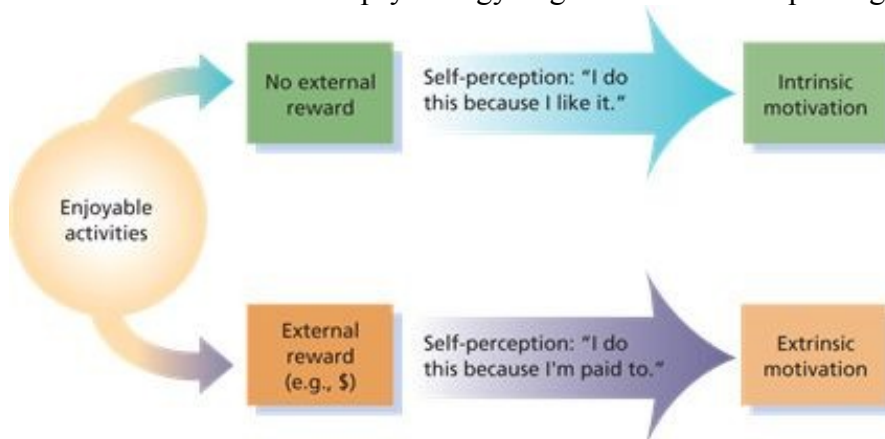 No external
reward
Self-perception: “I do
this because I like it.”
Intrinsic
motivation
Enjoyable
activities
External
reward
(e.g., $)
Self-perception: “I do
this because I'm paid to.”
Extrinsic
motivation